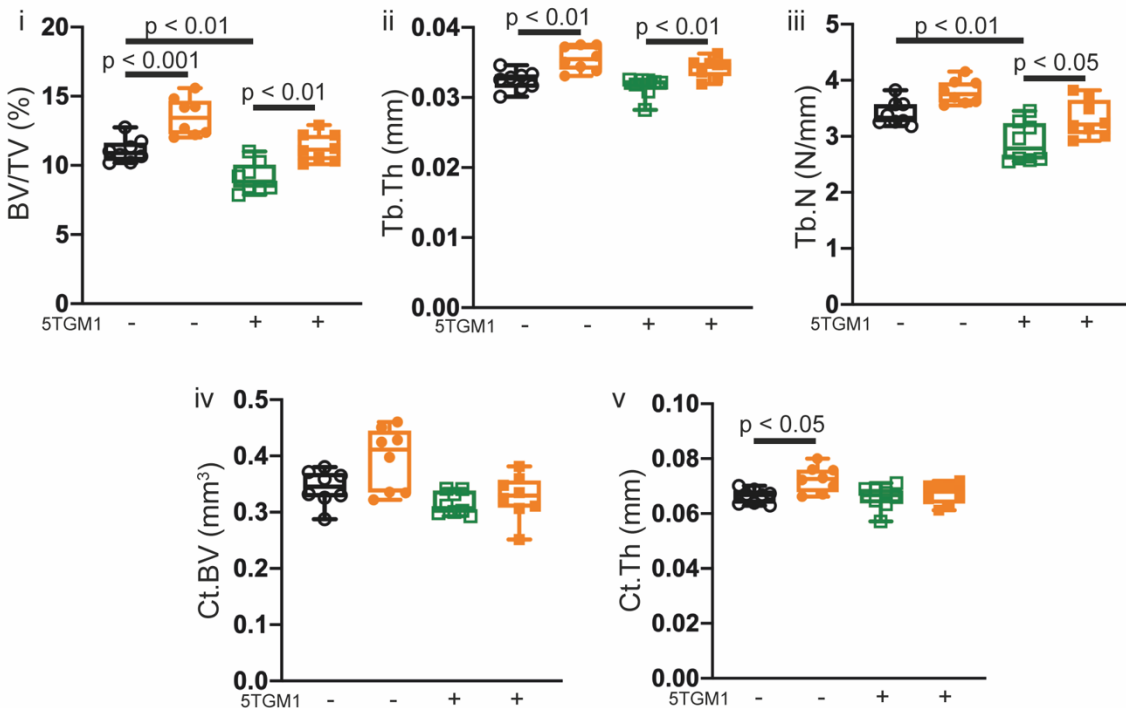 i
BV/TV (%)
20
15
10
5
0
p < 0.01
p < 0.001
p < 0.01
5TGM1 - - + +
ii
Tb.Th (mm)
0.04
0.03
0.02
0.01
0.00
p < 0.01
p < 0.01
- - + +
iii
Tb.N (N/mm)
5
4
3
2
1
0
p < 0.01
p < 0.05
5TGM1 - - + +
iv
Ct.BV (mm³)
0.5
0.4
0.3
0.2
0.1
0.0
5TGM1 - - + +
v
Ct.Th (mm)
0.10
0.08
0.06
0.04
0.02
0.00
p < 0.05
5TGM1 - - + +